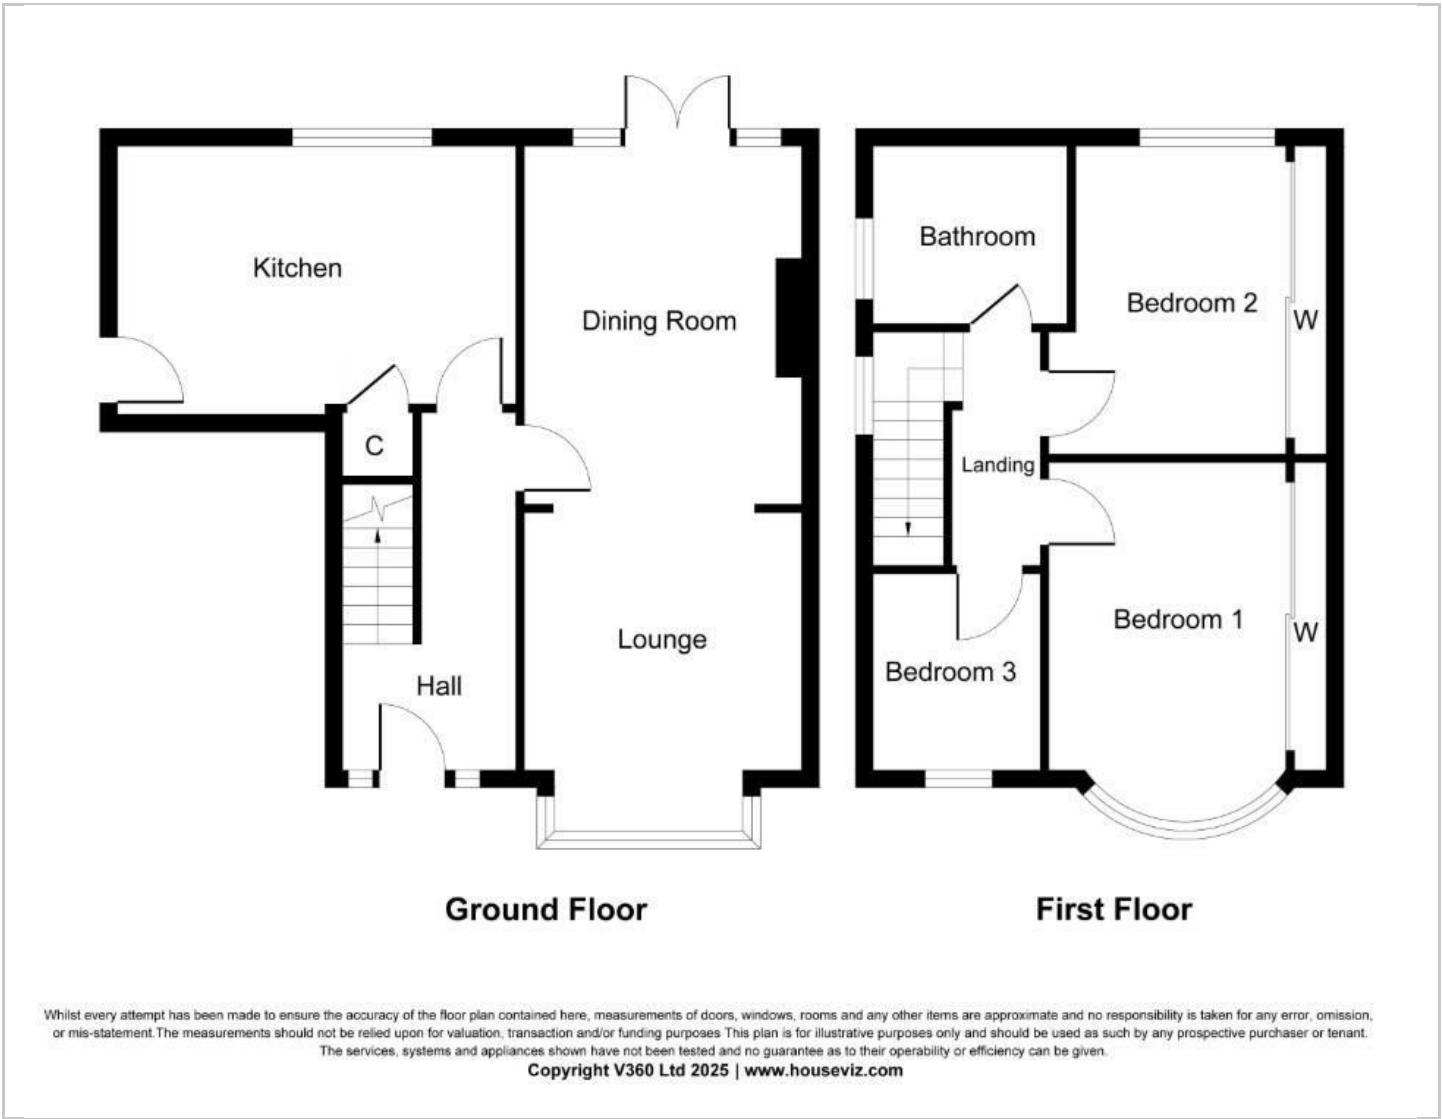 Kitchen
Dining Room
C
Lounge
Hall
Bathroom
Bedroom 2
W
Landing
Bedroom 1
W
Bedroom 3
Ground Floor
First Floor
Whilst every attempt has been made to ensure the accuracy of the floor plan contained here, measurements of doors, windows, rooms and any other items are approximate and no responsibility is taken for any error, omission,
or mis-statement.The measurements should not be relied upon for valuation, transaction and/or funding purposes This plan is for illustrative purposes only and should be used as such by any prospective purchaser or tenant.
The services, systems and appliances shown have not been tested and no guarantee as to their operability or efficiency can be given.
Copyright V360 Ltd 2025 | www.houseviz.com